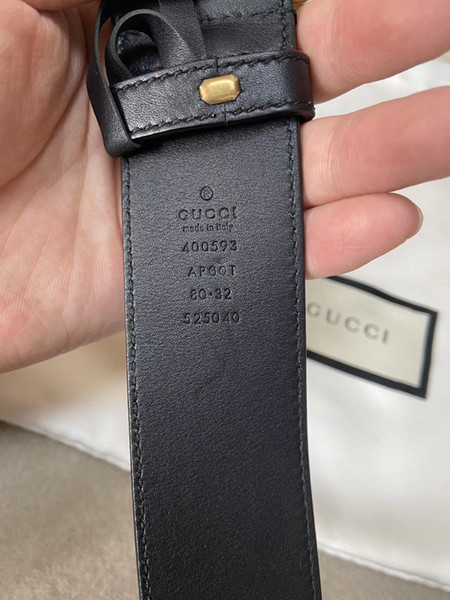 ®
GUCCI
made in Italy
400593
AP00T
80·32
525040
GUCCI